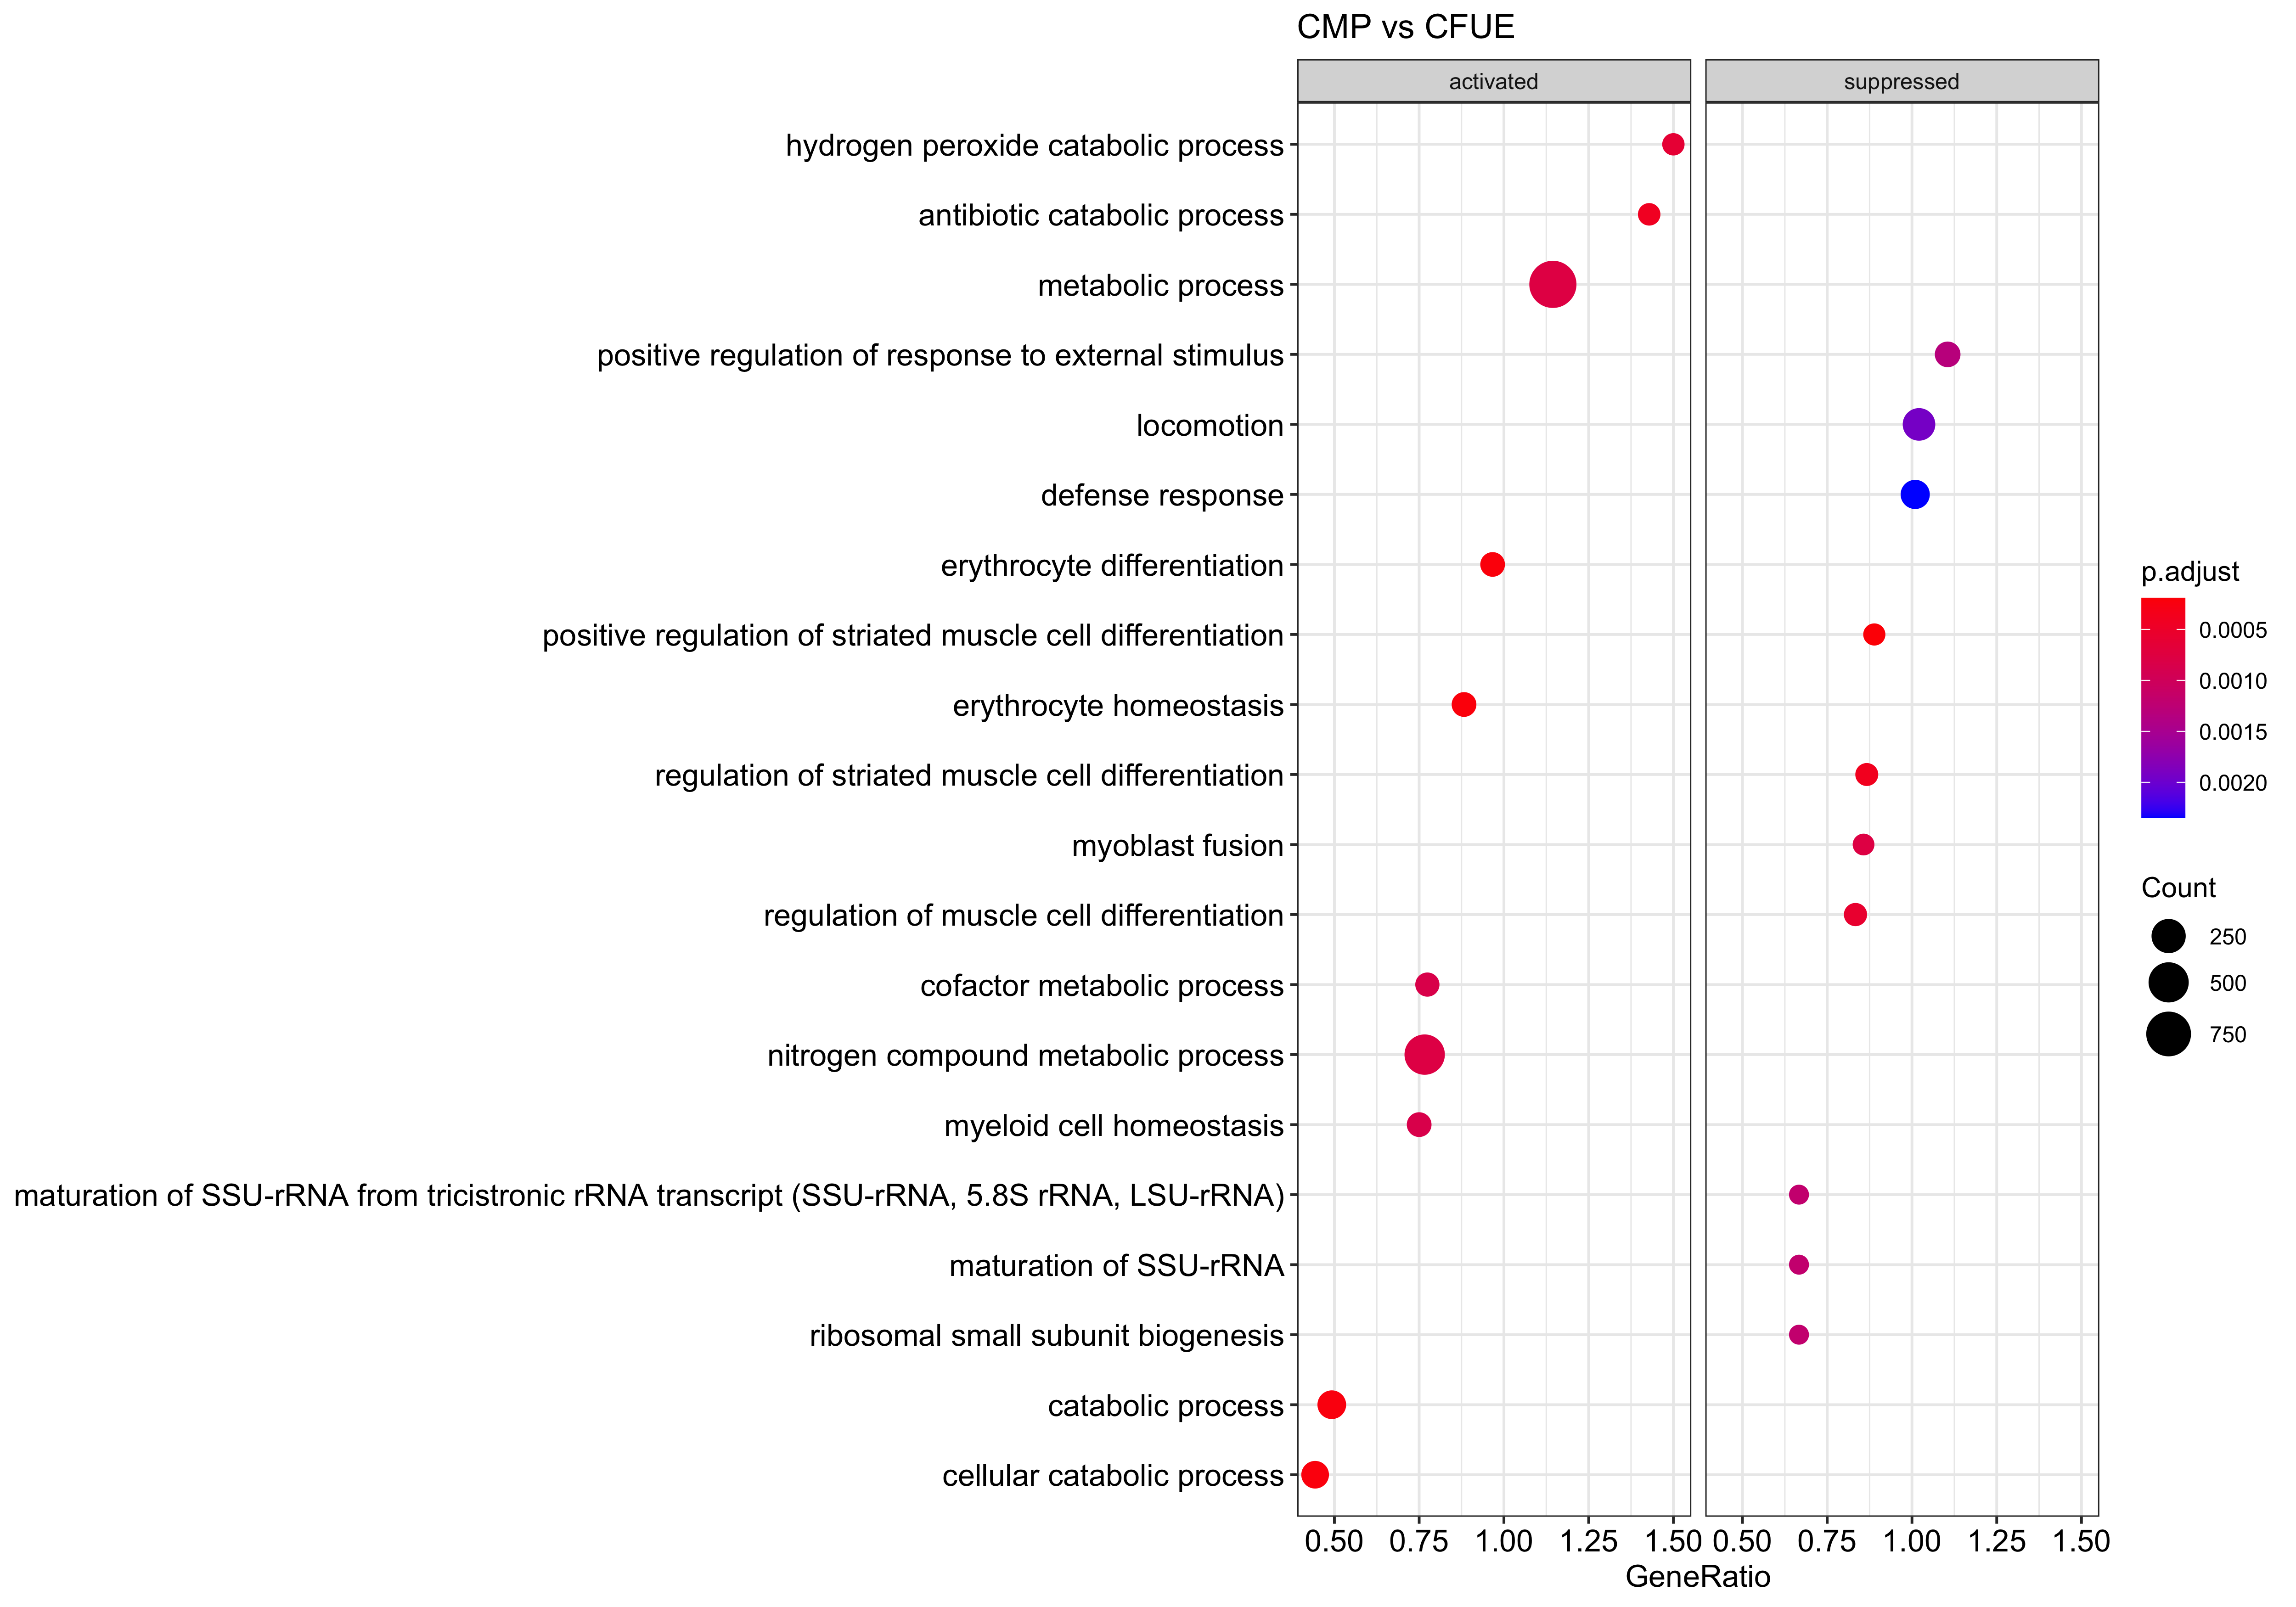 CMP vs CFUE
activated
suppressed
hydrogen peroxide catabolic process
antibiotic catabolic process
metabolic process
positive regulation of response to external stimulus
locomotion
defense response
erythrocyte differentiation
positive regulation of striated muscle cell differentiation
erythrocyte homeostasis
regulation of striated muscle cell differentiation
myoblast fusion
regulation of muscle cell differentiation
cofactor metabolic process
nitrogen compound metabolic process
myeloid cell homeostasis
maturation of SSU-rRNA from tricistronic rRNA transcript (SSU-rRNA, 5.8S rRNA, LSU-rRNA)
maturation of SSU-rRNA
ribosomal small subunit biogenesis
catabolic process
cellular catabolic process
0.50 0.75 1.00 1.25 1.50
0.50 0.75 1.00 1.25 1.50
GeneRatio
p.adjust
0.0005
0.0010
0.0015
0.0020
Count
250
500
750